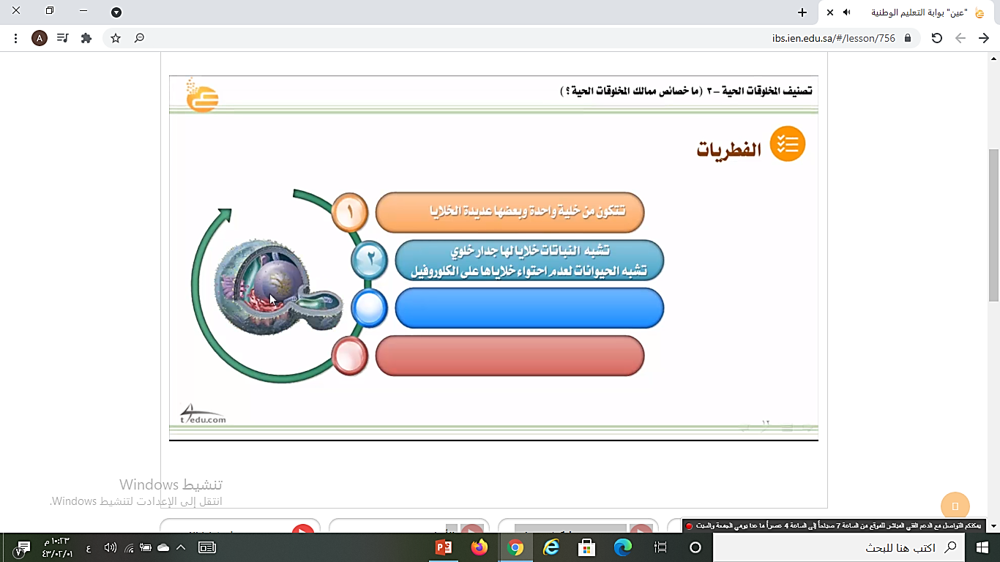 "عين" بوابة التعليم الوطنية
ibs.ien.edu.sa/#/lesson/756
A
تصنيف المخلوقات الحية – ٢ (ما خصائص ممالك المخلوقات الحية ؟ )
الفطريات
١
تتكون من خلية واحدة وبعضها عديدة الخلايا
٢
تشبه النباتات خلايا لها جدار خلوي
تشبه الحيوانات لعدم احتواء خلاياها على الكلوروفيل
t4edu.com
١٢
تنشيط Windows
انتقل إلى الإعدادت لتنشيط Windows.
يمكنكم التواصل مع الدعم الفني المباشر للموقع من الساعة 7 صباحاً إلى الساعة 4 عصراً ما عدا يومي الجمعة والسبت
اكتب هنا للبحث
ع
١٠:٢٣ م
٤٣/٠٢/٠١